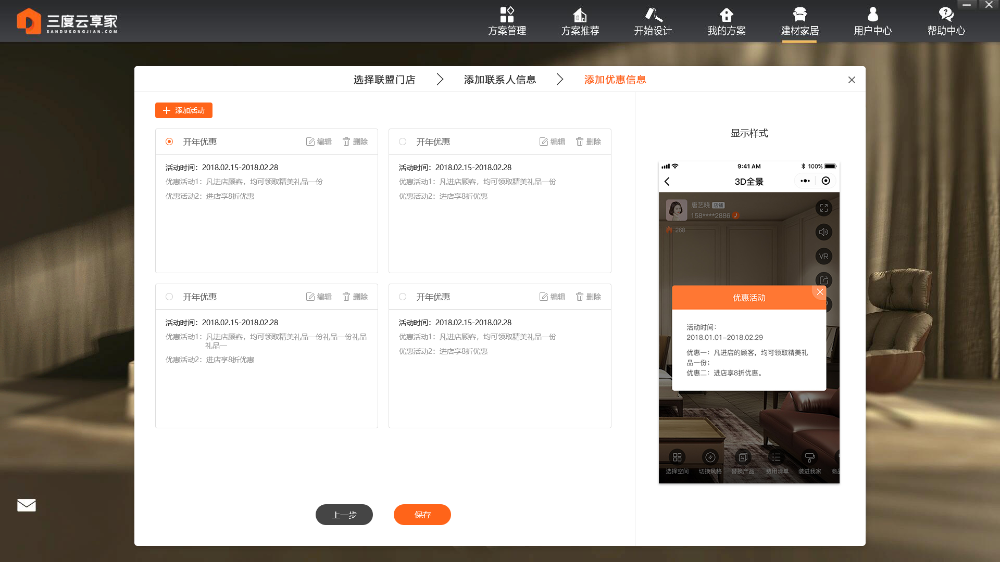 三度云享家
SANDUKONGJIAN.COM
方案管理
方案推荐
开始设计
我的方案
建材家居
用户中心
帮助中心
选择联盟门店
添加联系人信息
添加优惠信息
添加活动
开年优惠
编辑
删除
活动时间：2018.02.15-2018.02.28
优惠活动1：凡进店顾客，均可领取精美礼品一份
优惠活动2：进店享8折优惠
开年优惠
编辑
删除
活动时间：2018.02.15-2018.02.28
优惠活动1：凡进店顾客，均可领取精美礼品一份
优惠活动2：进店享8折优惠
开年优惠
编辑
删除
活动时间：2018.02.15-2018.02.28
优惠活动1：凡进店顾客，均可领取精美礼品一份礼品一份礼品
礼品一
优惠活动2：进店享8折优惠
开年优惠
编辑
删除
活动时间：2018.02.15-2018.02.28
优惠活动1：凡进店顾客，均可领取精美礼品一份
优惠活动2：进店享8折优惠
上一步
保存
显示样式
9:41 AM
100%
3D全景
唐艺晓 店铺
158****2886
268
VR
优惠活动
活动时间：
2018.01.01-2018.02.29
优惠一：凡进店的顾客，均可领取精美礼
品一份；
优惠二：进店享8折优惠。
选择空间
切换风格
替换产品
费用清单
装进我家
商品